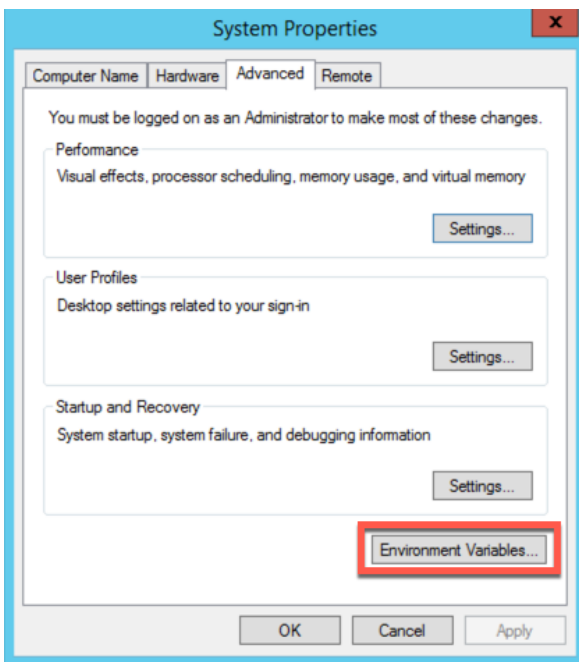 System Properties
x
Computer Name Hardware Advanced Remote
You must be logged on as an Administrator to make most of these changes.
Performance
Visual effects, processor scheduling, memory usage, and virtual memory
Settings...
User Profiles
Desktop settings related to your sign-in
Settings...
Startup and Recovery
System startup, system failure, and debugging information
Settings...
Environment Variables...
OK Cancel Apply